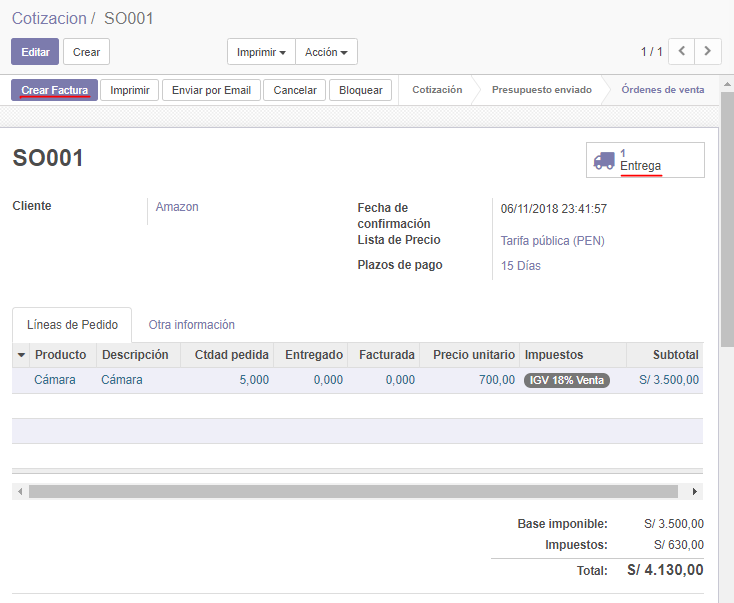 Cotizacion / SO001
Editar Crear Imprimir Acción 1 / 1
Crear Factura Imprimir Enviar por Email Cancelar Bloquear Cotización Presupuesto enviado Órdenes de venta
SO001
1
Entrega
Cliente Amazon
Fecha de
confirmación
06/11/2018 23:41:57
Lista de Precio Tarifa pública (PEN)
Plazos de pago 15 Días
Líneas de Pedido Otra información
Producto Descripción Ctdad pedida Entregado Facturada Precio unitario Impuestos Subtotal
Cámara Cámara 5,000 0,000 0,000 700,00 IGV 18% Venta S/ 3.500,00
Base imponible: S/ 3.500,00
Impuestos: S/ 630,00
Total: S/ 4.130,00